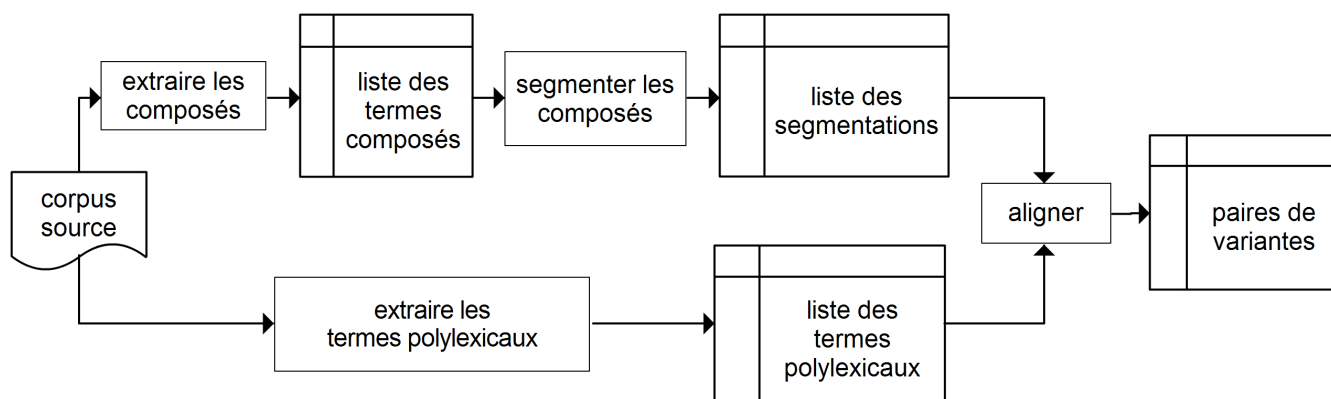 extraire les
composés
liste des
termes
composés
segmenter les
composés
liste des
segmentations
corpus
source
aligner
paires de
variantes
extraire les
termes polylexicaux
liste des
termes
polylexicaux